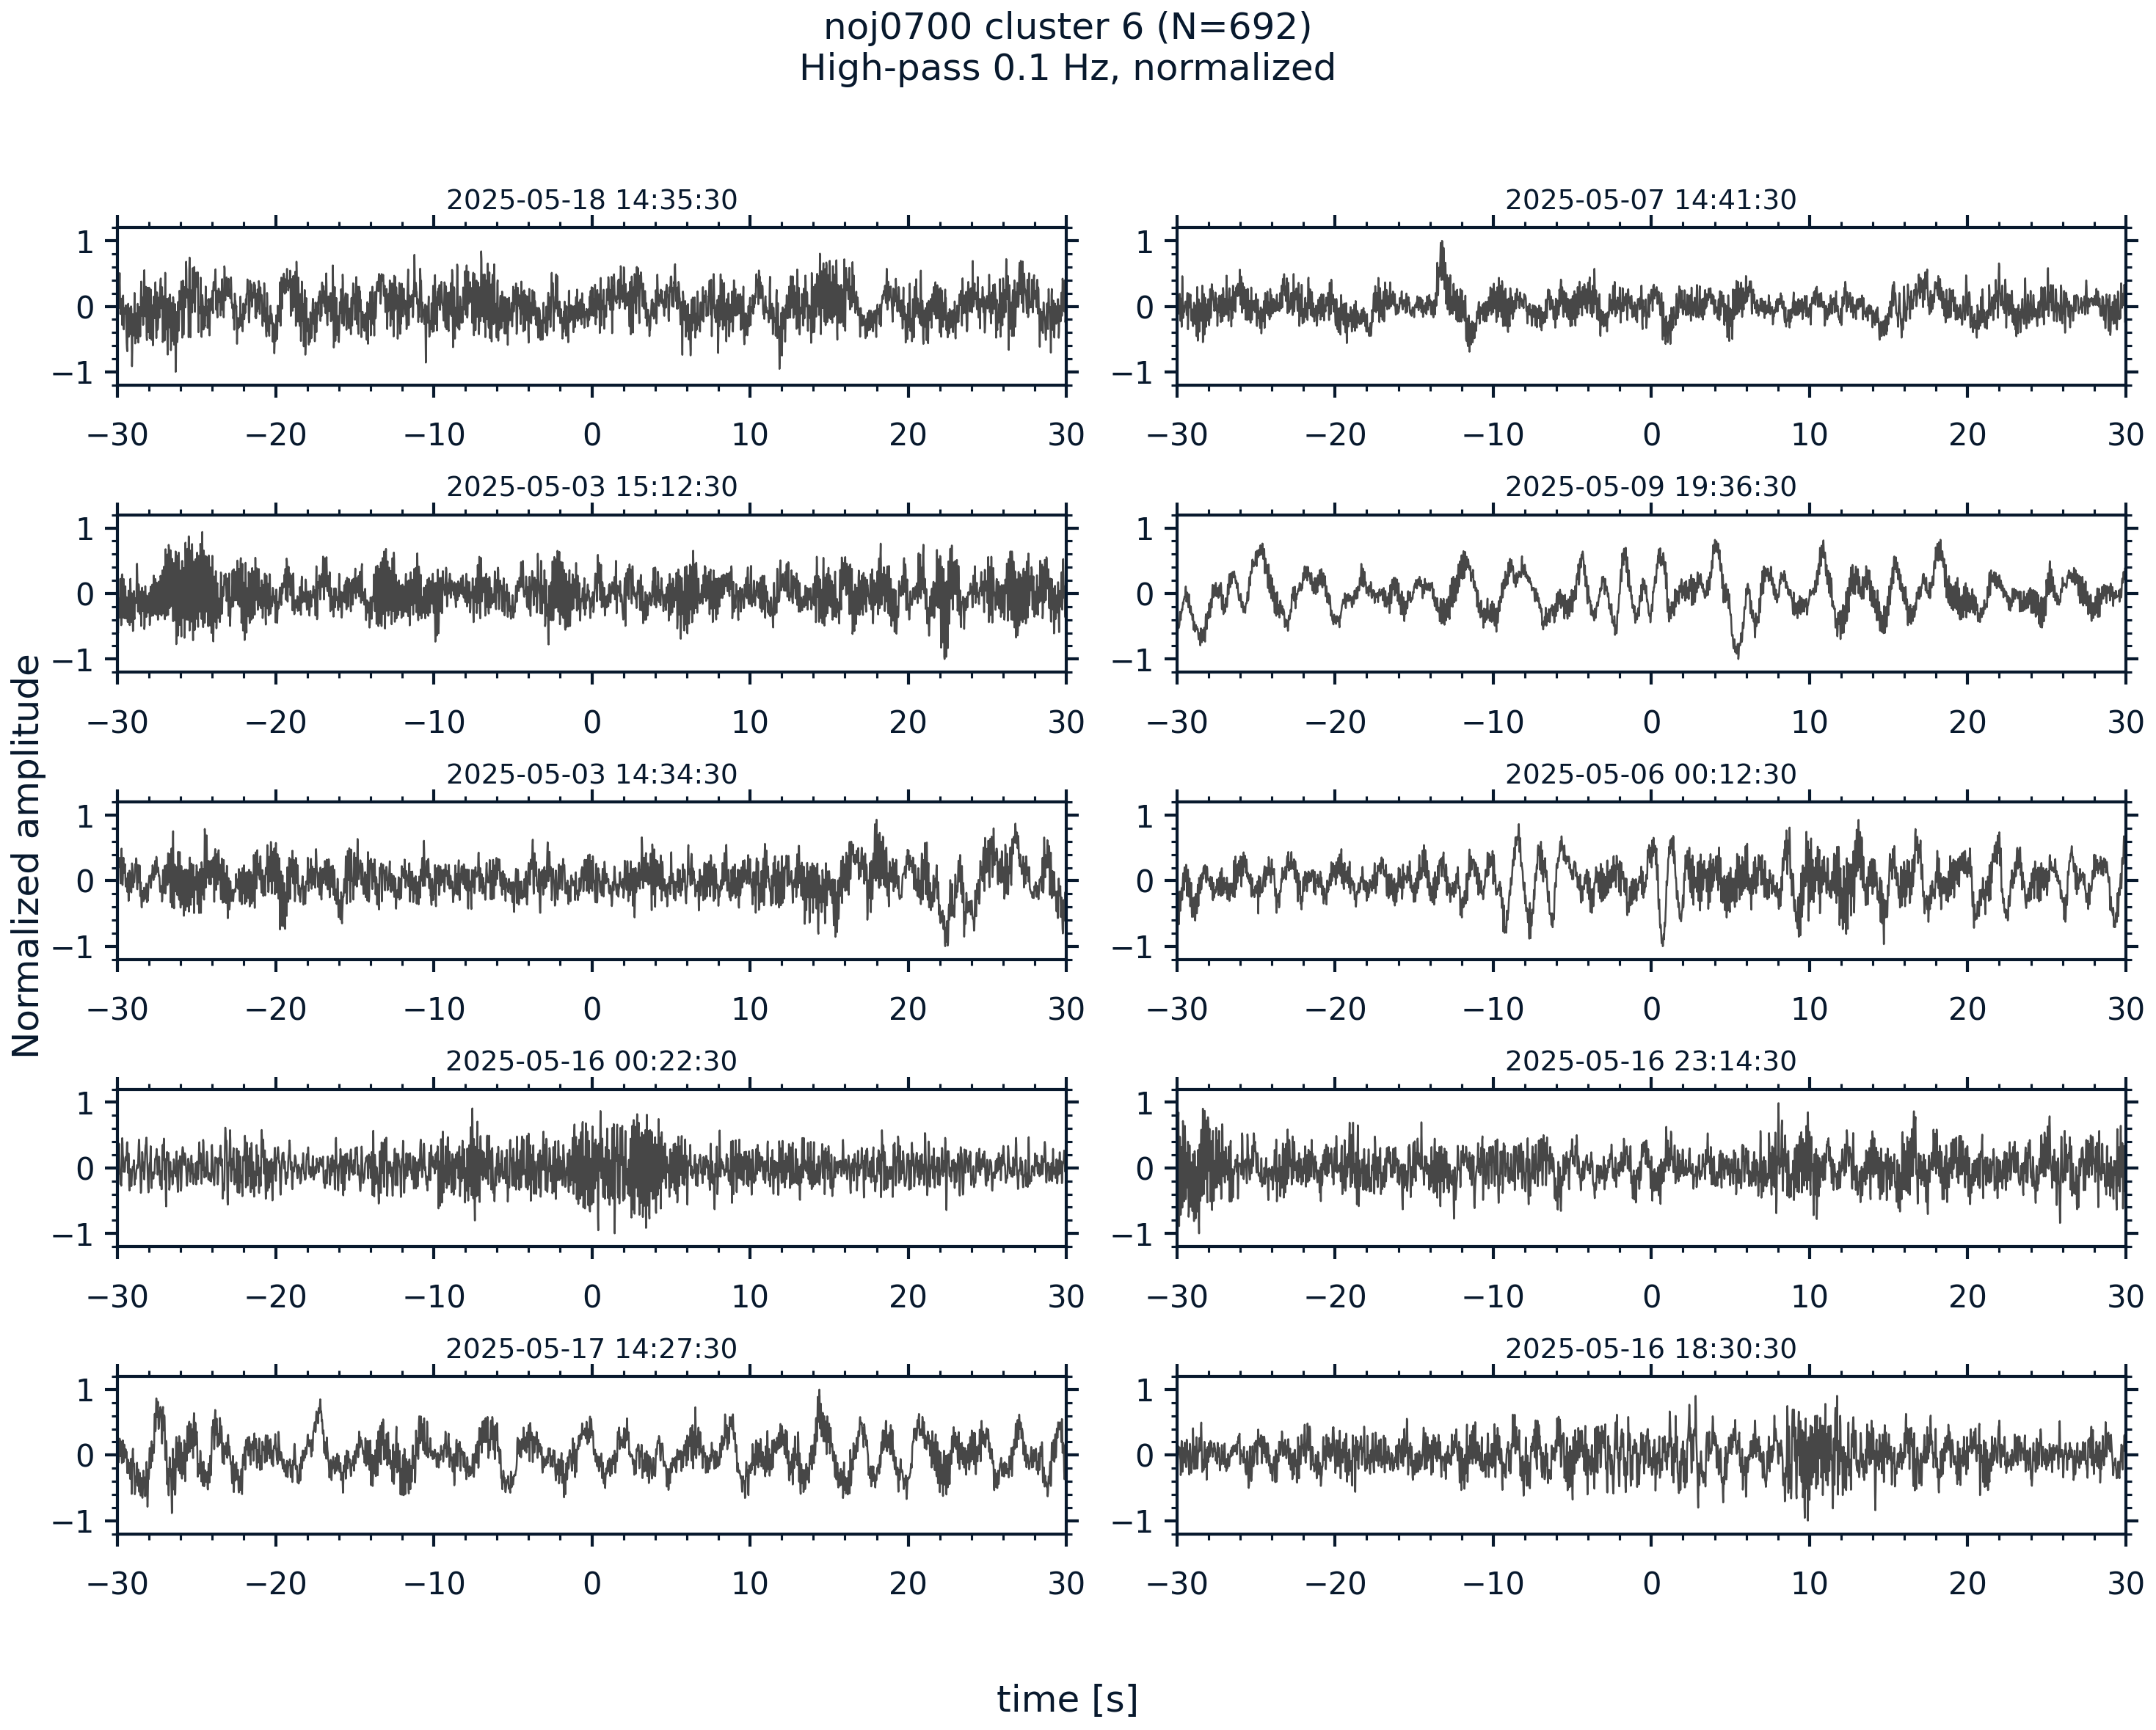 noj0700 cluster 6 (N=692)
High-pass 0.1 Hz, normalized
2025-05-18 14:35:30
1
0
−1
−30 −20 −10 0 10 20 30
2025-05-07 14:41:30
1
0
−1
−30 −20 −10 0 10 20 30
2025-05-03 15:12:30
1
0
−1
−30 −20 −10 0 10 20 30
2025-05-09 19:36:30
1
0
−1
−30 −20 −10 0 10 20 30
2025-05-03 14:34:30
1
0
−1
−30 −20 −10 0 10 20 30
2025-05-06 00:12:30
1
0
−1
−30 −20 −10 0 10 20 30
2025-05-16 00:22:30
1
0
−1
−30 −20 −10 0 10 20 30
2025-05-16 23:14:30
1
0
−1
−30 −20 −10 0 10 20 30
2025-05-17 14:27:30
1
0
−1
−30 −20 −10 0 10 20 30
2025-05-16 18:30:30
1
0
−1
−30 −20 −10 0 10 20 30
Normalized amplitude
time [s]